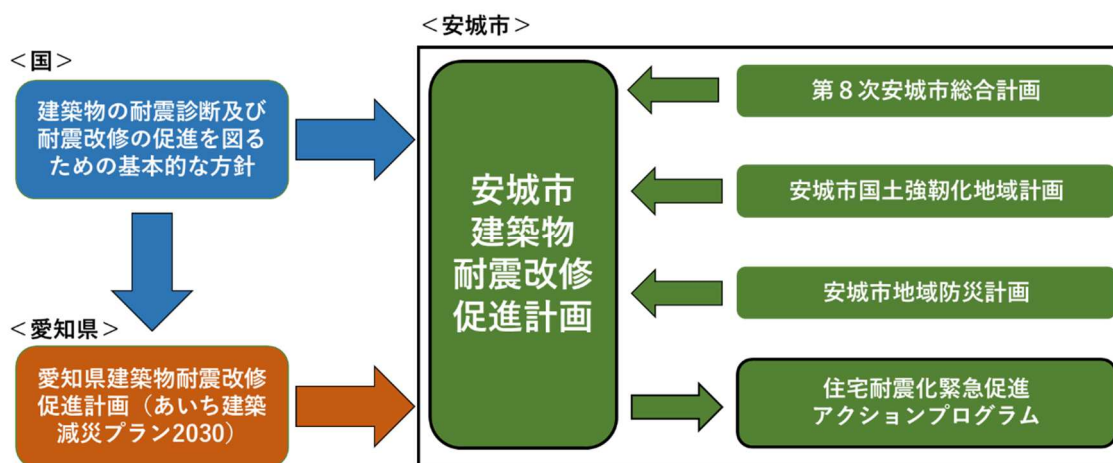 ＜国＞
建築物の耐震診断及び
耐震改修の促進を図る
ための基本的な方針
＜愛知県＞
愛知県建築物耐震改修
促進計画（あいち建築
減災プラン2030）
＜安城市＞
安城市
建築物
耐震改修
促進計画
第８次安城市総合計画
安城市国土強靭化地域計画
安城市地域防災計画
住宅耐震化緊急促進
アクションプログラム